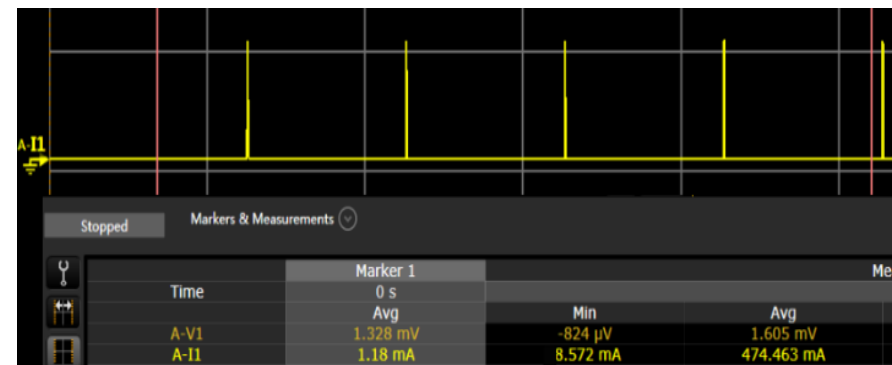 A-I1
Stopped
Markers & Measurements
Marker 1
Me
Time
0 s
Avg
Min
Avg
A-V1
1.328 mV
-824 µV
1.605 mV
A-I1
1.18 mA
8.572 mA
474.463 mA